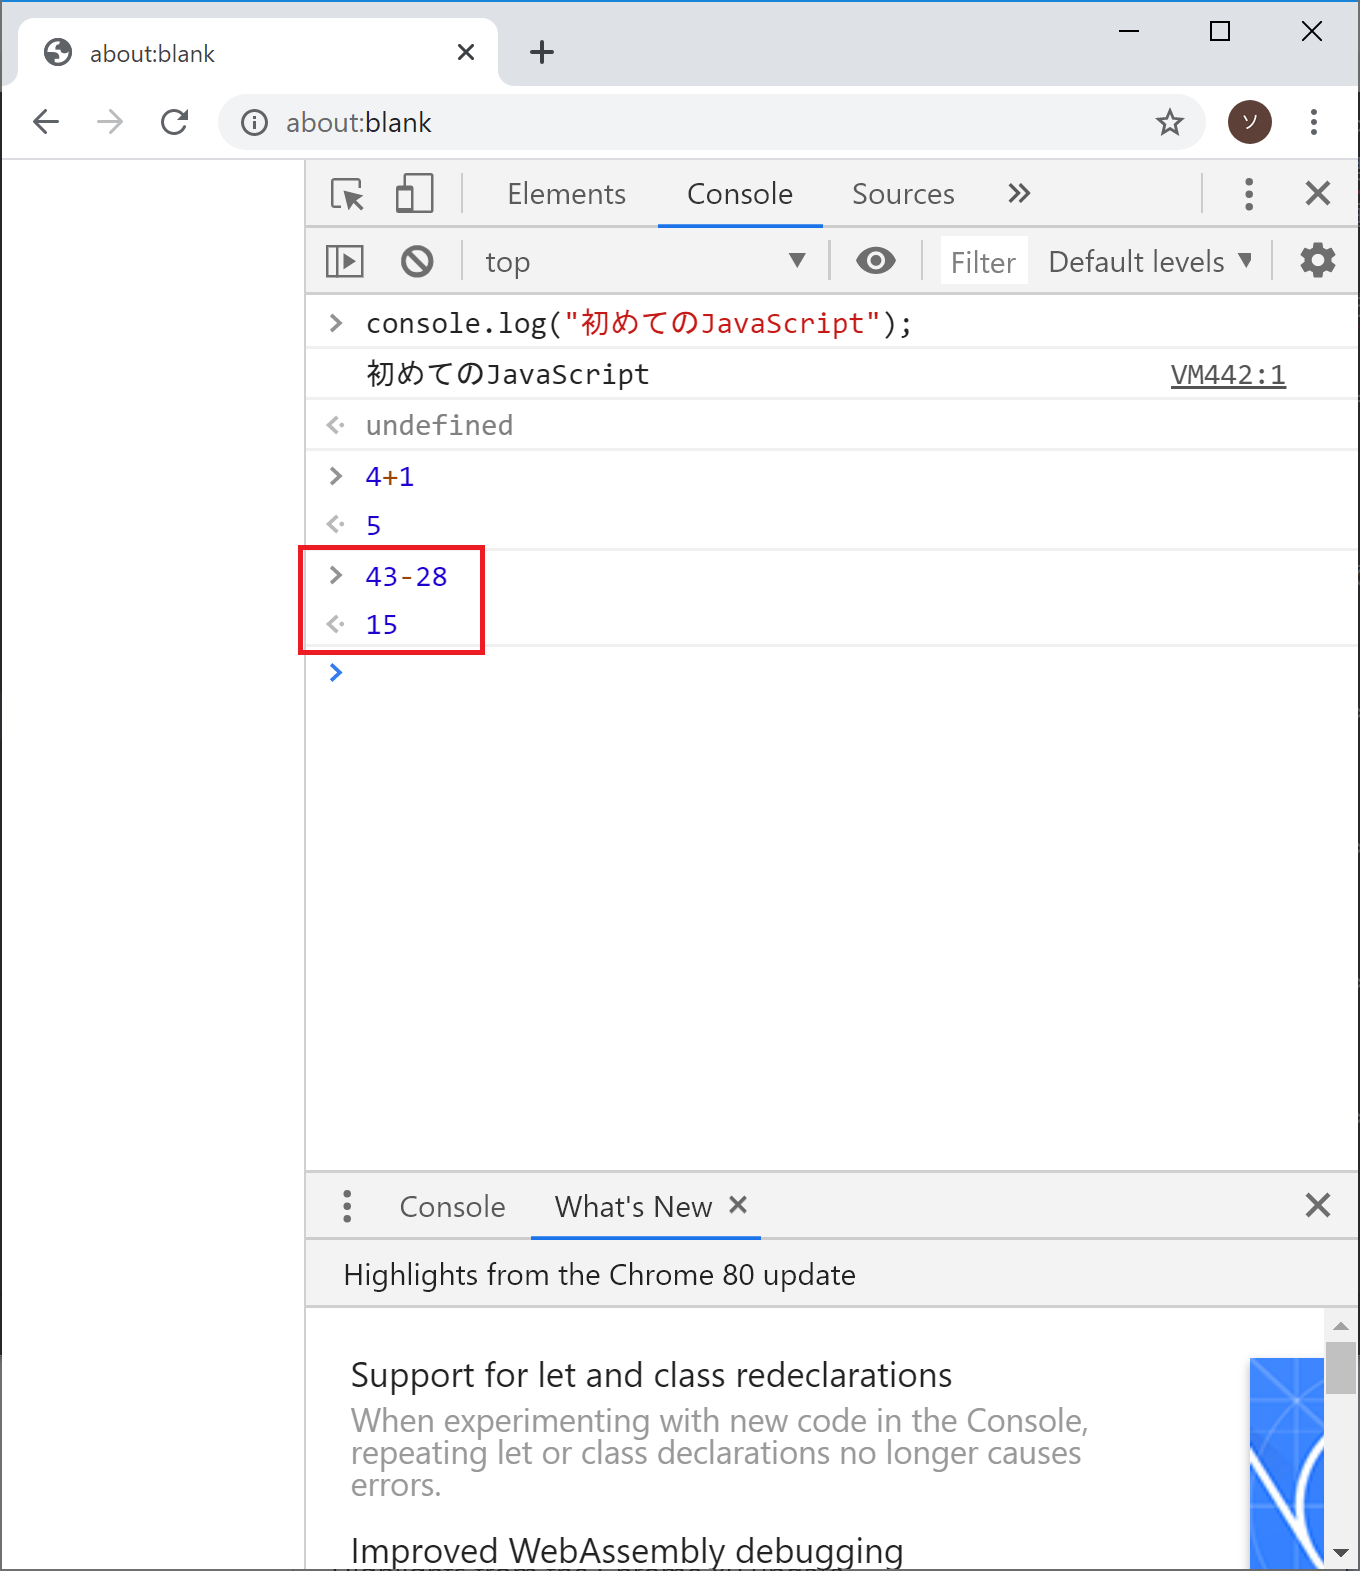 about:blank
about:blank
ソ
Elements Console Sources
top Filter Default levels
console.log("初めてのJavaScript");
初めてのJavaScript VM442:1
undefined
4+1
5
43-28
15
Console What's New
Highlights from the Chrome 80 update
Support for let and class redeclarations
When experimenting with new code in the Console,
repeating let or class declarations no longer causes
errors.
Improved WebAssembly debugging